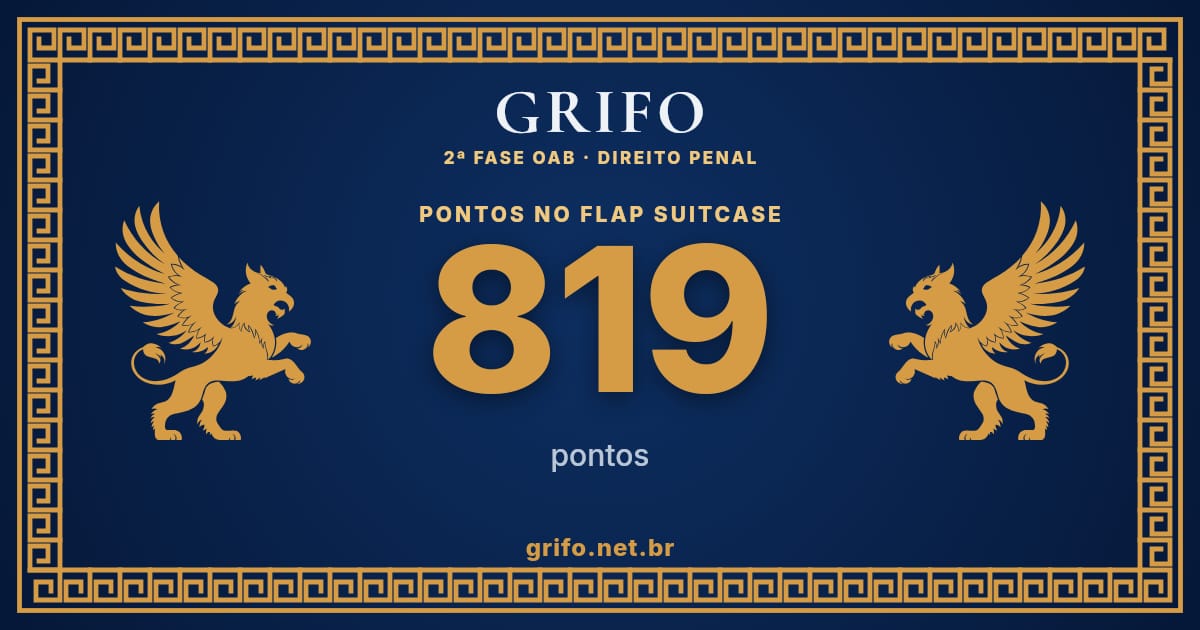 GRIFO
2ª FASE OAB · DIREITO PENAL
PONTOS NO FLAP SUITCASE
819
pontos
grifo.net.br